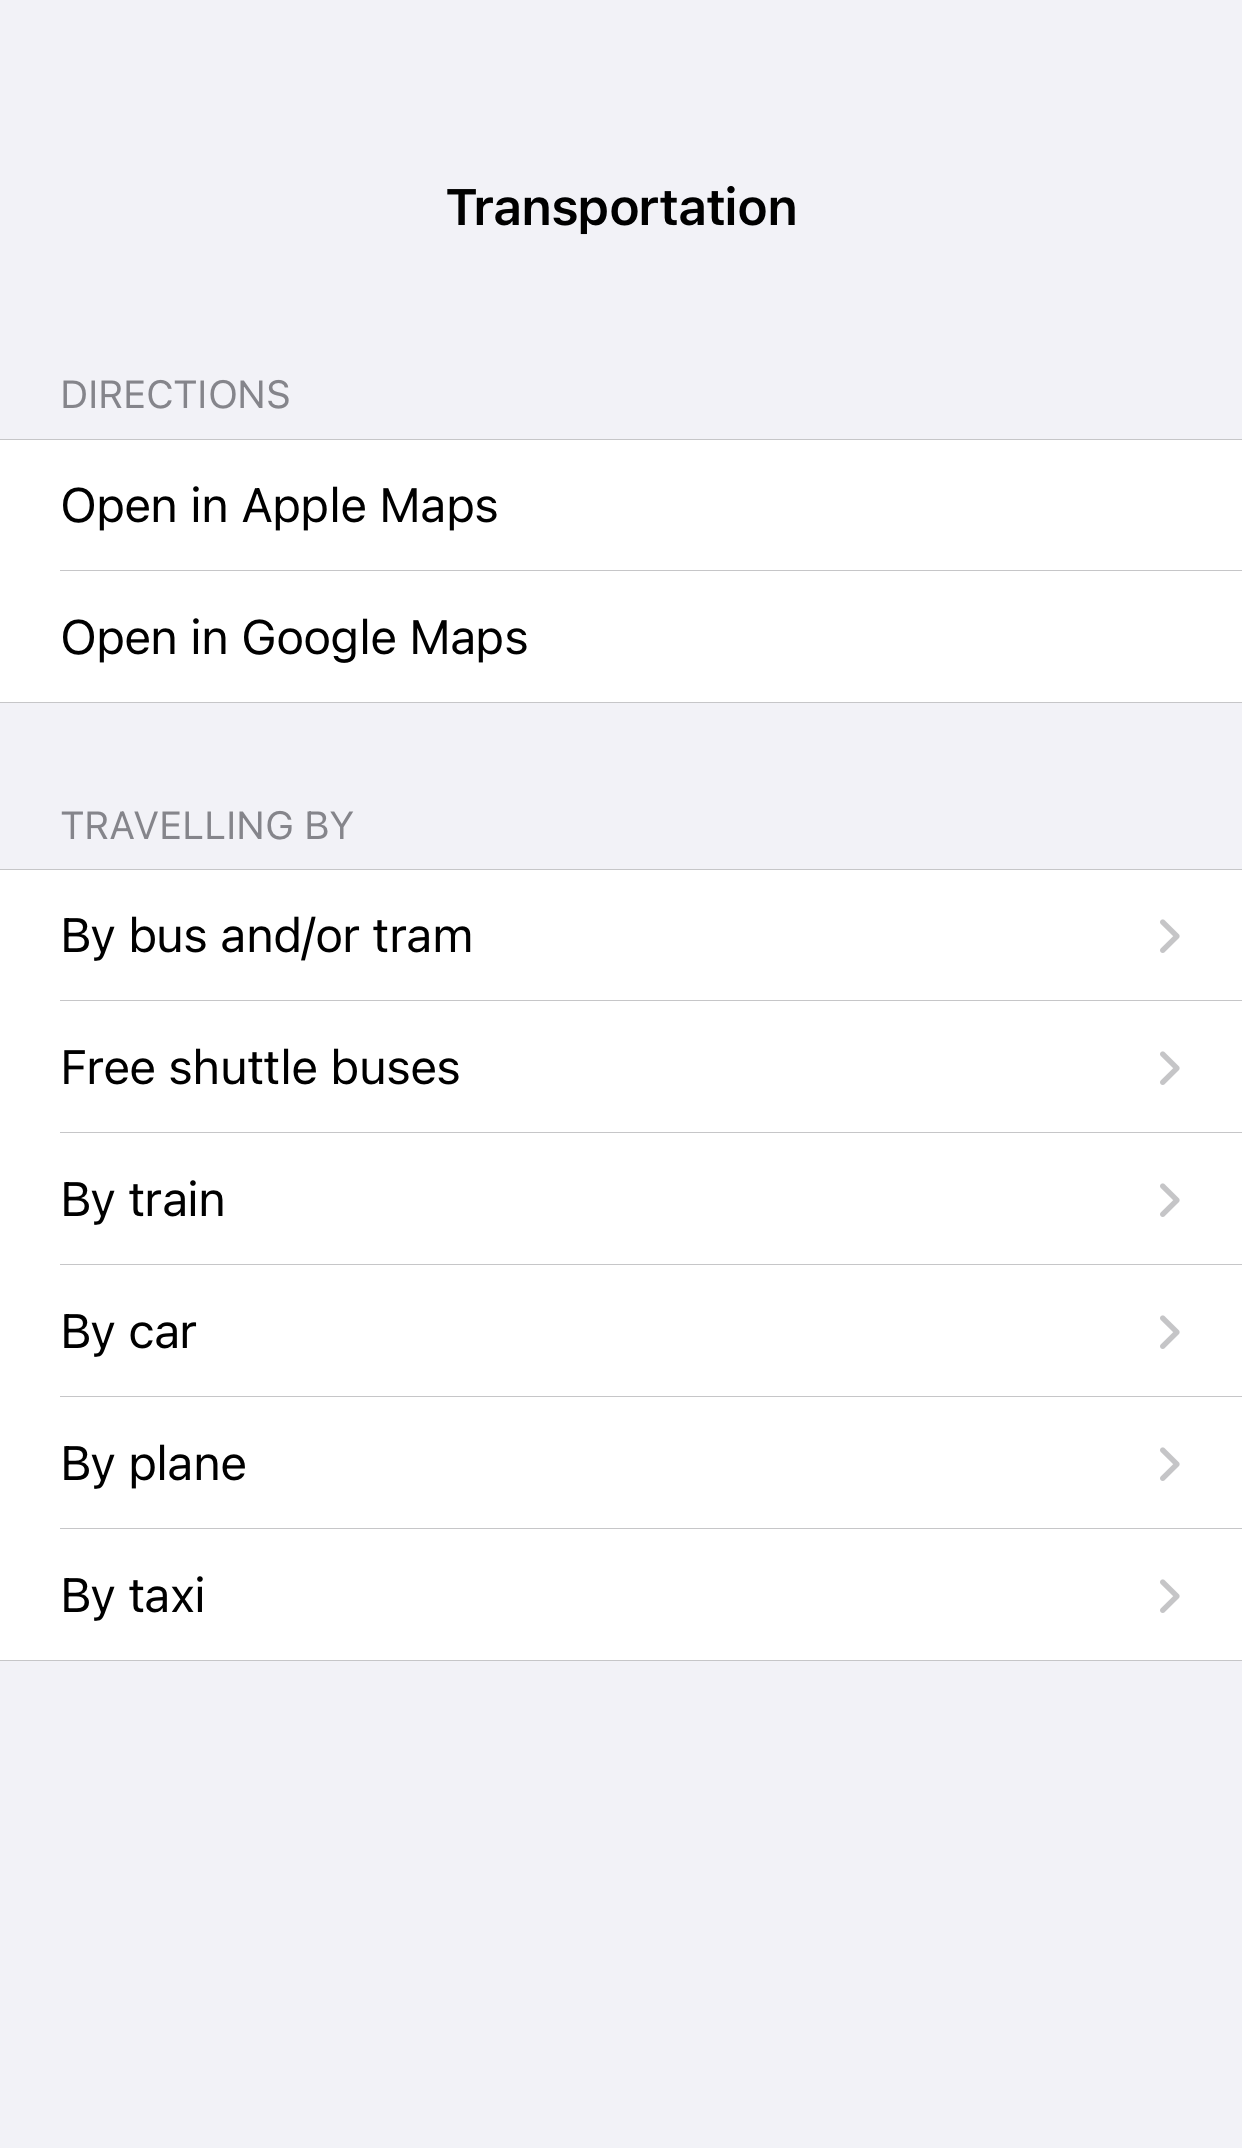 Transportation
DIRECTIONS
Open in Apple Maps
Open in Google Maps
TRAVELLING BY
By bus and/or tram
Free shuttle buses
By train
By car
By plane
By taxi